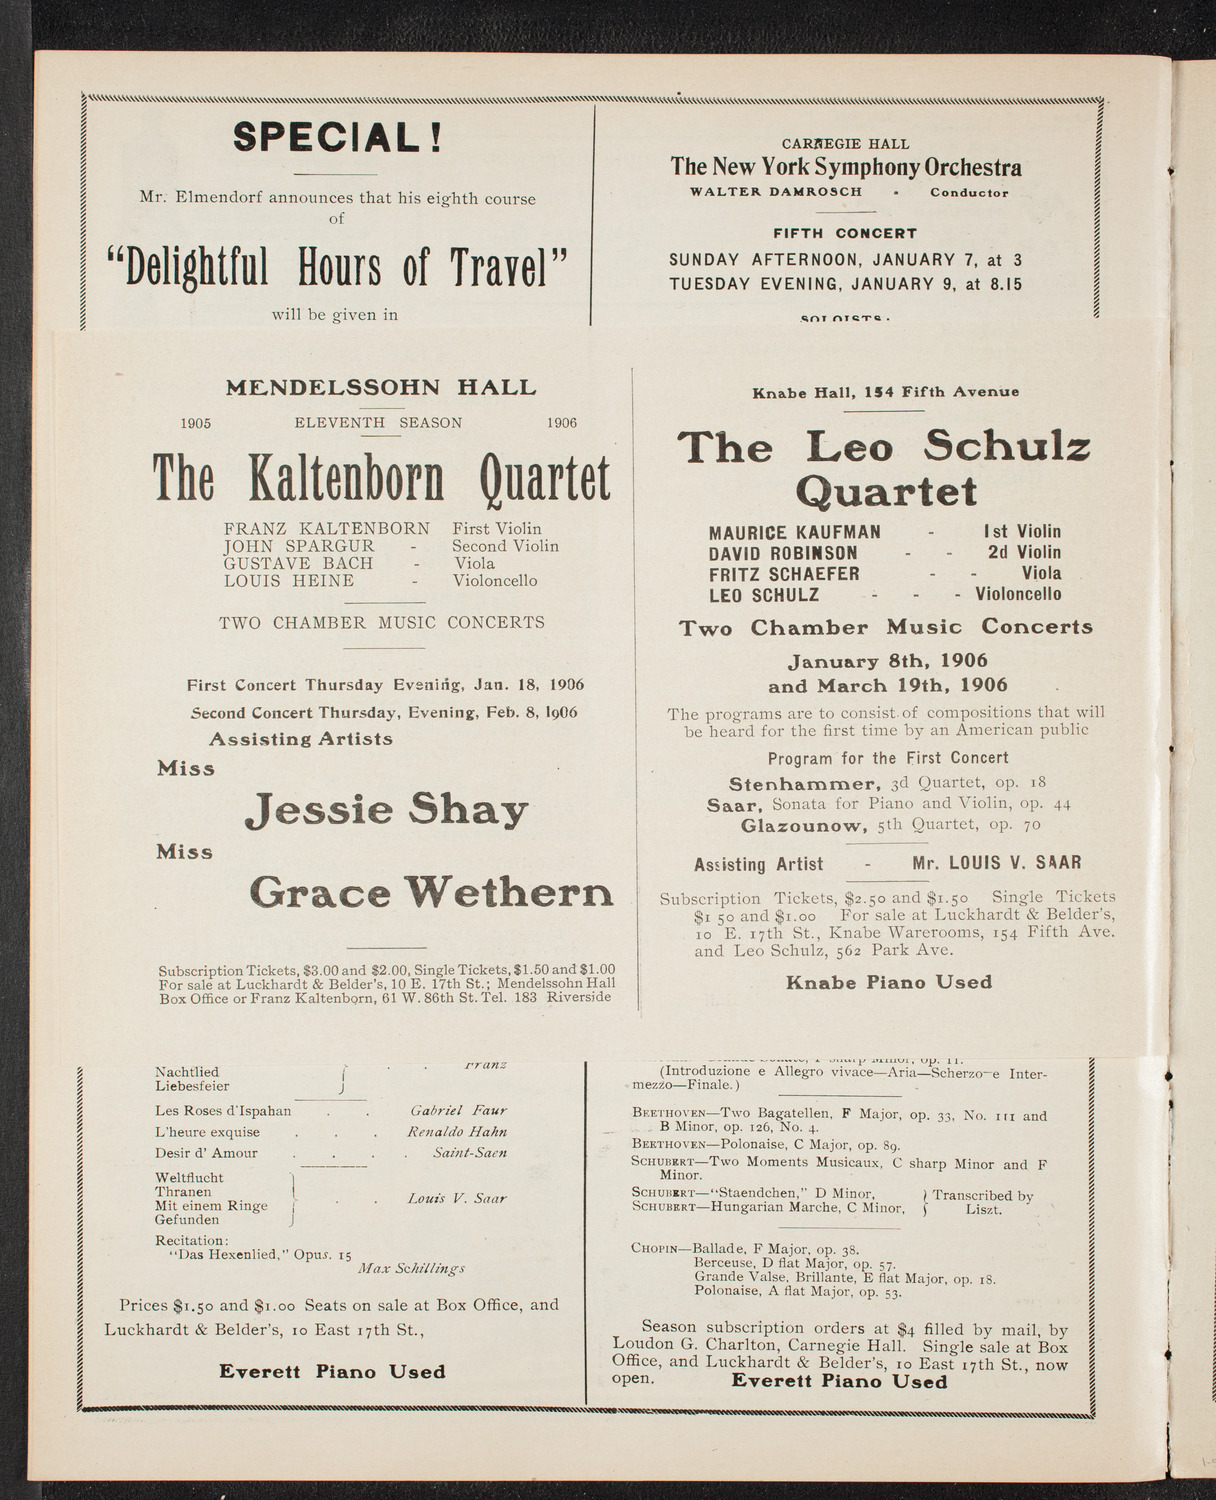 SPECIAL!
Mr. Elmendorf announces that his eighth course
of
"Delightful Hours of Travel"
will be given in
CARNEGIE HALL
The New York Symphony Orchestra
WALTER DAMROSCH - Conductor
FIFTH CONCERT
SUNDAY AFTERNOON, JANUARY 7, at 3
TUESDAY EVENING, JANUARY 9, at 8.15
SOLOISTS:
MENDELSSOHN HALL
1905 ELEVENTH SEASON 1906
The Kaltenborn Quartet
FRANZ KALTENBORN First Violin
JOHN SPARGUR - Second Violin
GUSTAVE BACH - Viola
LOUIS HEINE - Violoncello
TWO CHAMBER MUSIC CONCERTS
First Concert Thursday Evening, Jan. 18, 1906
Second Concert Thursday, Evening, Feb. 8, 1906
Assisting Artists
Miss
Jessie Shay
Miss
Grace Wethern
Subscription Tickets, $3.00 and $2.00, Single Tickets, $1.50 and $1.00
For sale at Luckhardt & Belder's, 10 E. 17th St.; Mendelssohn Hall
Box Office or Franz Kaltenborn, 61 W. 86th St. Tel. 183 Riverside
Knabe Hall, 154 Fifth Avenue
The Leo Schulz
Quartet
MAURICE KAUFMAN - 1st Violin
DAVID ROBINSON - - 2d Violin
FRITZ SCHAEFER - - Viola
LEO SCHULZ - - - Violoncello
Two Chamber Music Concerts
January 8th, 1906
and March 19th, 1906
The programs are to consist of compositions that will
be heard for the first time by an American public
Program for the First Concert
Stenhammer, 3d Quartet, op. 18
Saar, Sonata for Piano and Violin, op. 44
Glazounow, 5th Quartet, op. 70
Assisting Artist - Mr. LOUIS V. SAAR
Subscription Tickets, $2.50 and $1.50 Single Tickets
$1 50 and $1.00 For sale at Luckhardt & Belder's,
10 E. 17th St., Knabe Warerooms, 154 Fifth Ave.
and Leo Schulz, 562 Park Ave.
Knabe Piano Used
Nachtlied . . Franz
Liebesfeier
Les Roses d'Ispahan . . Gabriel Faur
L'heure exquise . . . Renaldo Hahn
Desir d' Amour . . . . Saint-Saen
Weltflucht
Thranen
Mit einem Ringe . . Louis V. Saar
Gefunden
Recitation:
"Das Hexenlied," Opus. 15
Max Schillings
Prices $1.50 and $1.00 Seats on sale at Box Office, and
Luckhardt & Belder's, 10 East 17th St.,
Everett Piano Used
Minor, op. 11.
(Introduzione e Allegro vivace—Aria—Scherzo—e Inter-
mezzo—Finale.)
BEETHOVEN—Two Bagatellen, F Major, op. 33, No. 111 and
B Minor, op. 126, No. 4.
BEETHOVEN—Polonaise, C Major, op. 89.
SCHUBERT—Two Moments Musicaux, C sharp Minor and F
Minor.
SCHUBERT—"Staendchen," D Minor, } Transcribed by
SCHUBERT—Hungarian Marche, C Minor, } Liszt.
CHOPIN—Ballade, F Major, op. 38.
Berceuse, D flat Major, op. 57.
Grande Valse, Brillante, E flat Major, op. 18.
Polonaise, A flat Major, op. 53.
Season subscription orders at $4 filled by mail, by
Loudon G. Charlton, Carnegie Hall. Single sale at Box
Office, and Luckhardt & Belder's, 10 East 17th St., now
open. Everett Piano Used